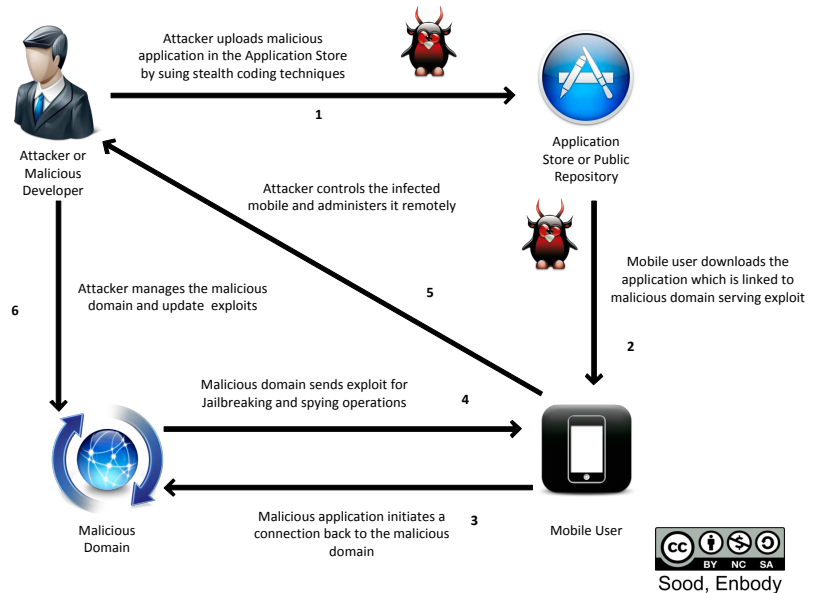 Attacker uploads malicious
application in the Application Store
by suing stealth coding techniques
1
Attacker or
Malicious
Developer
Application
Store or Public
Repository
Attacker controls the infected
mobile and administers it remotely
Mobile user downloads the
application which is linked to
malicious domain serving exploit
2
Attacker manages the malicious
domain and update exploits
5
6
Malicious domain sends exploit for
Jailbreaking and spying operations
4
Malicious application initiates a
connection back to the malicious
domain
3
Malicious
Domain
Mobile User
cc
BY NC SA
Sood, Enbody